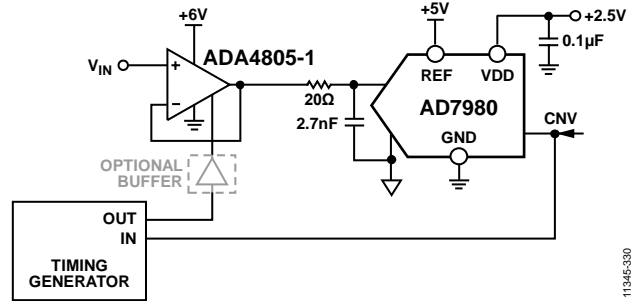 +6V
+5V
+2.5V
ADA4805-1
0.1µF
VIN
+
−
REF
VDD
20Ω
AD7980
2.7nF
CNV
GND
OPTIONAL
BUFFER
OUT
IN
TIMING
GENERATOR
11345-330